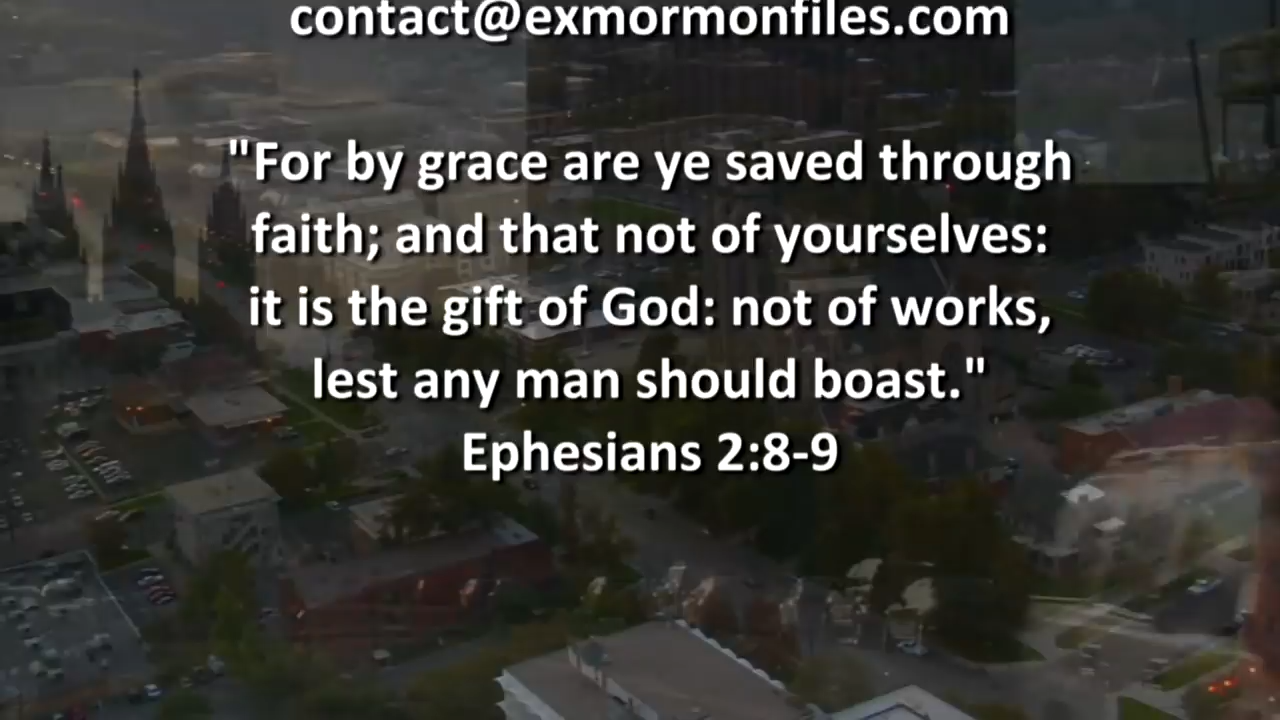 contact@exmormonfiles.com
"For by grace are ye saved through
faith; and that not of yourselves:
it is the gift of God: not of works,
lest any man should boast."
Ephesians 2:8-9